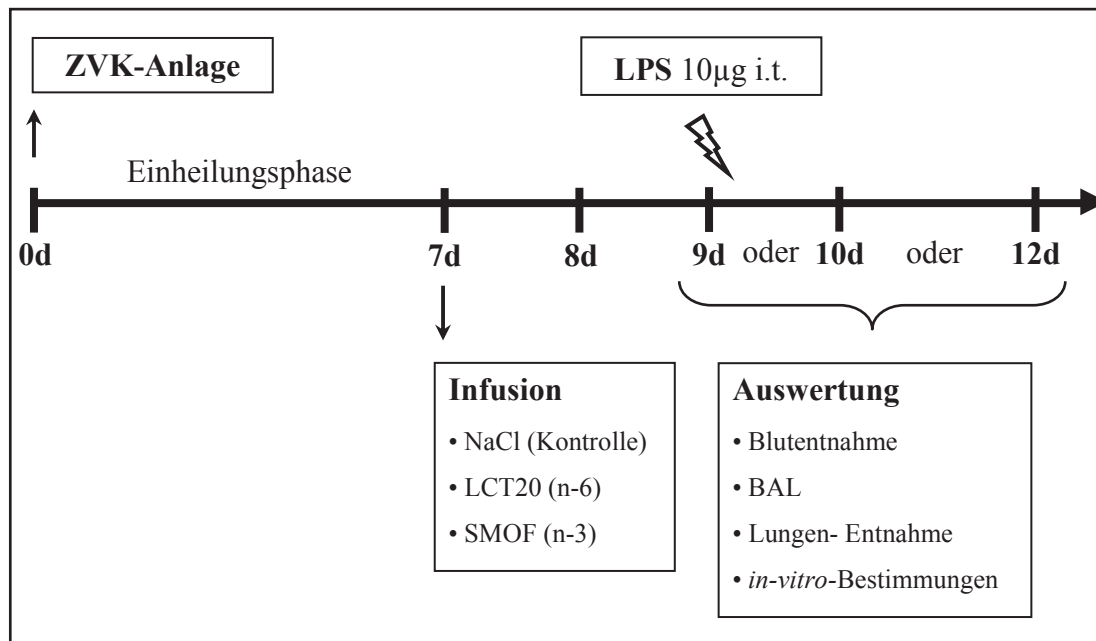 ZVK-Anlage
LPS 10µg i.t.
Einheilungsphase
0d 7d 8d 9d oder 10d oder 12d
Infusion
• NaCl (Kontrolle)
• LCT20 (n-6)
• SMOF (n-3)
Auswertung
• Blutentnahme
• BAL
• Lungen- Entnahme
• in-vitro-Bestimmungen